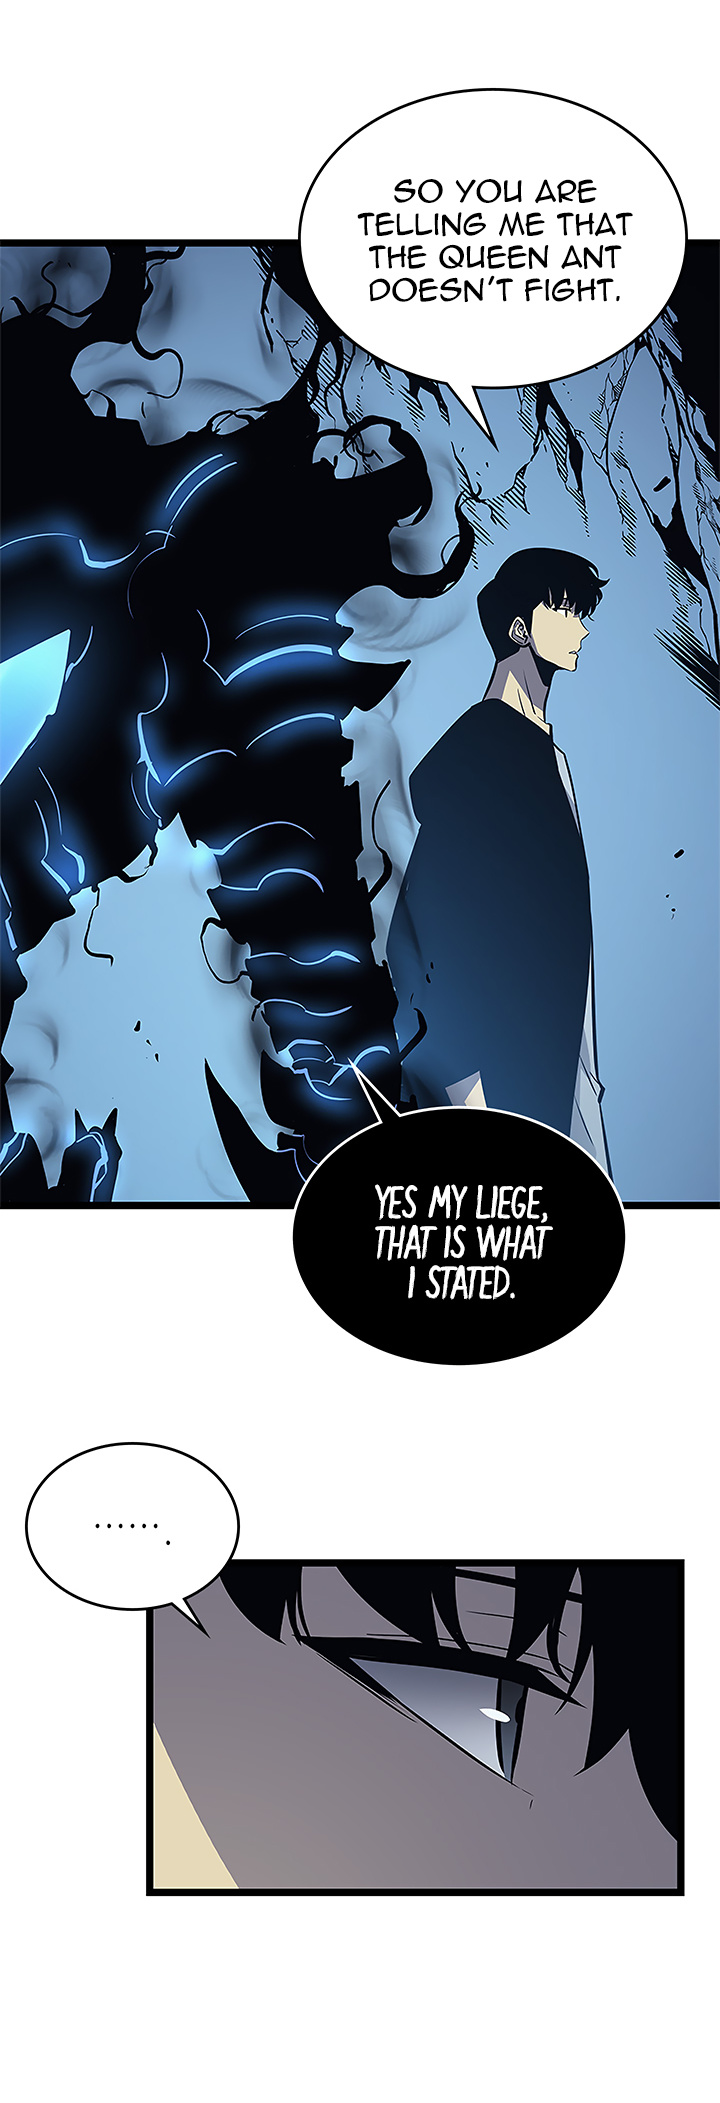 SO YOU ARE
TELLING ME THAT
THE QUEEN ANT
DOESN'T FIGHT.
YES MY LIEGE,
THAT IS WHAT
I STATED.
.......